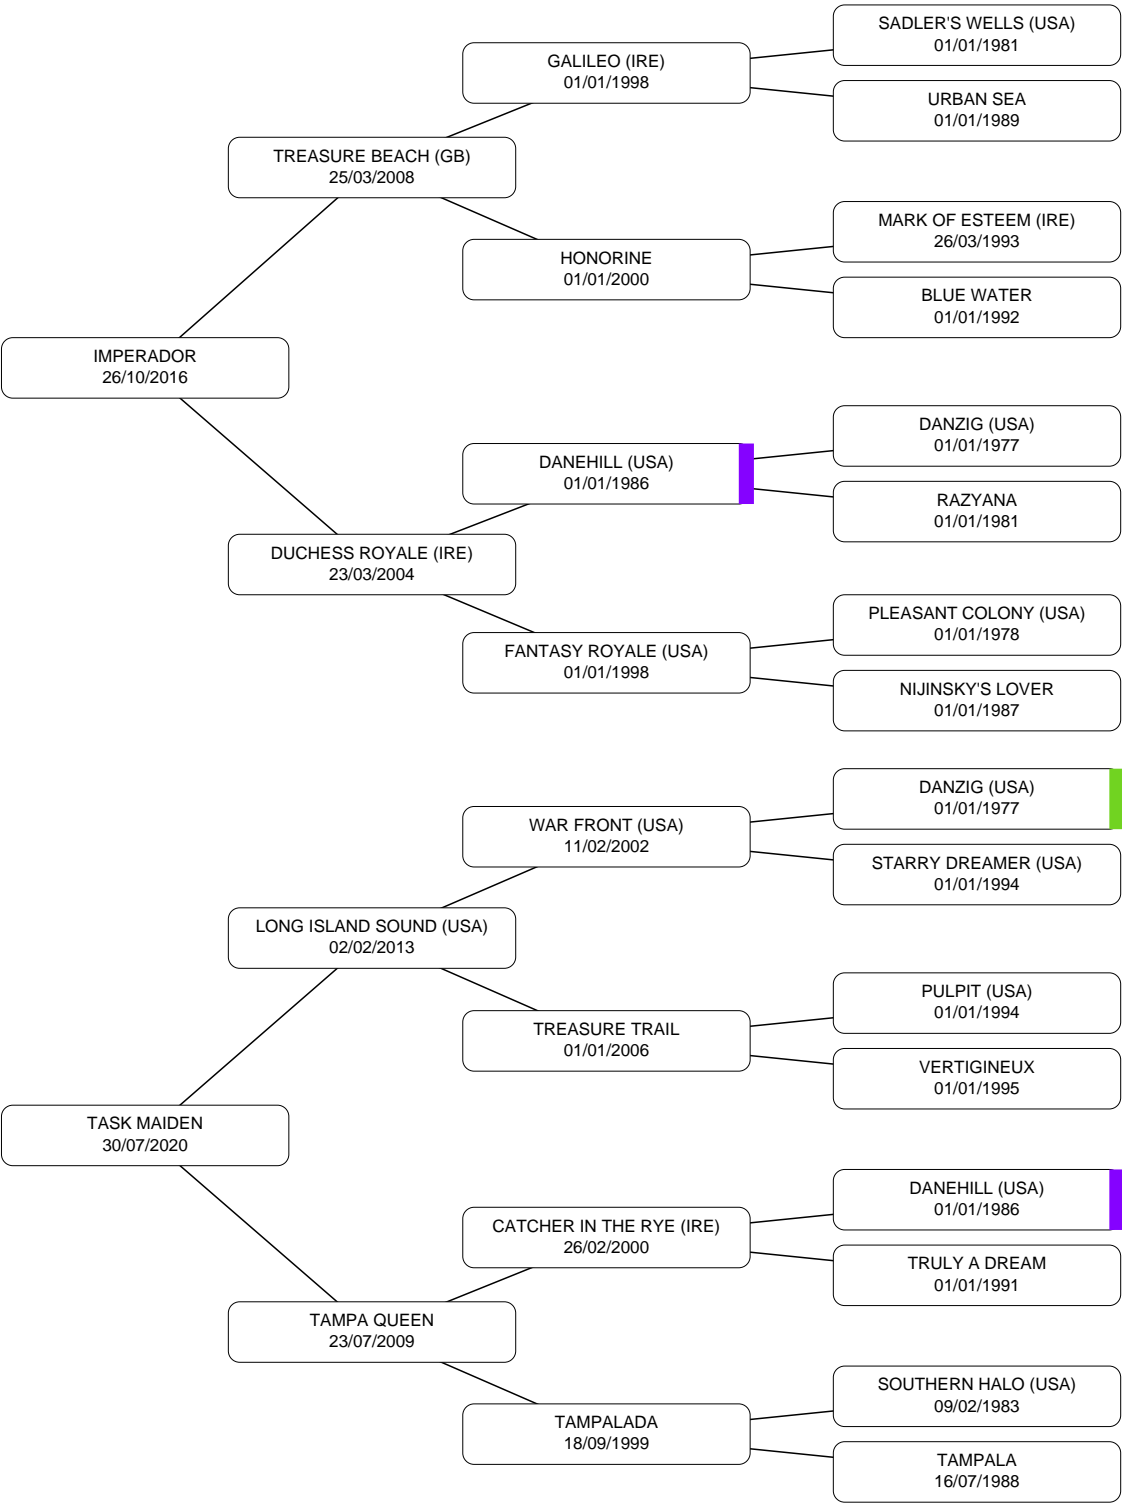 SADLER'S WELLS (USA)
01/01/1981
GALILEO (IRE)
01/01/1998
URBAN SEA
01/01/1989
TREASURE BEACH (GB)
25/03/2008
MARK OF ESTEEM (IRE)
26/03/1993
HONORINE
01/01/2000
BLUE WATER
01/01/1992
IMPERADOR
26/10/2016
DANZIG (USA)
01/01/1977
DANEHILL (USA)
01/01/1986
RAZYANA
01/01/1981
DUCHESS ROYALE (IRE)
23/03/2004
PLEASANT COLONY (USA)
01/01/1978
FANTASY ROYALE (USA)
01/01/1998
NIJINSKY'S LOVER
01/01/1987
DANZIG (USA)
01/01/1977
WAR FRONT (USA)
11/02/2002
STARRY DREAMER (USA)
01/01/1994
LONG ISLAND SOUND (USA)
02/02/2013
PULPIT (USA)
01/01/1994
TREASURE TRAIL
01/01/2006
VERTIGINEUX
01/01/1995
TASK MAIDEN
30/07/2020
DANEHILL (USA)
01/01/1986
CATCHER IN THE RYE (IRE)
26/02/2000
TRULY A DREAM
01/01/1991
TAMPA QUEEN
23/07/2009
SOUTHERN HALO (USA)
09/02/1983
TAMPALADA
18/09/1999
TAMPALA
16/07/1988